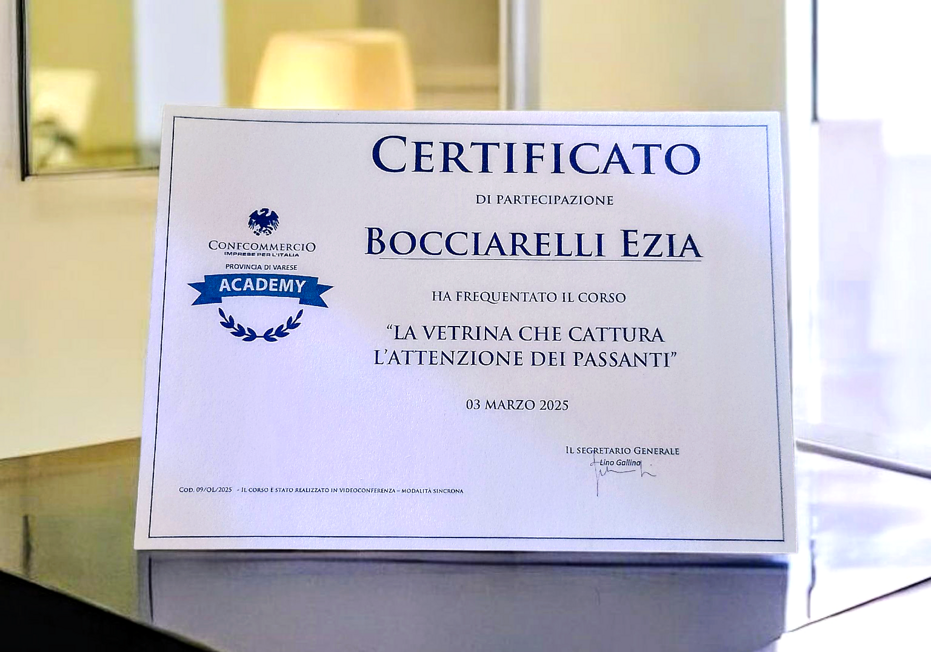 CERTIFICATO
DI PARTECIPAZIONE
BOCCIARELLI EZIA
HA FREQUENTATO IL CORSO
“LA VETRINA CHE CATTURA
L’ATTENZIONE DEI PASSANTI”
03 MARZO 2025
CONFCOMMERCIO
IMPRESE PER L’ITALIA
PROVINCIA DI VARESE
ACADEMY
IL SEGRETARIO GENERALE
Lino Gallina
COD. 09/OL/2025 - IL CORSO È STATO REALIZZATO IN VIDEOCONFERENZA – MODALITÀ SINCRONA